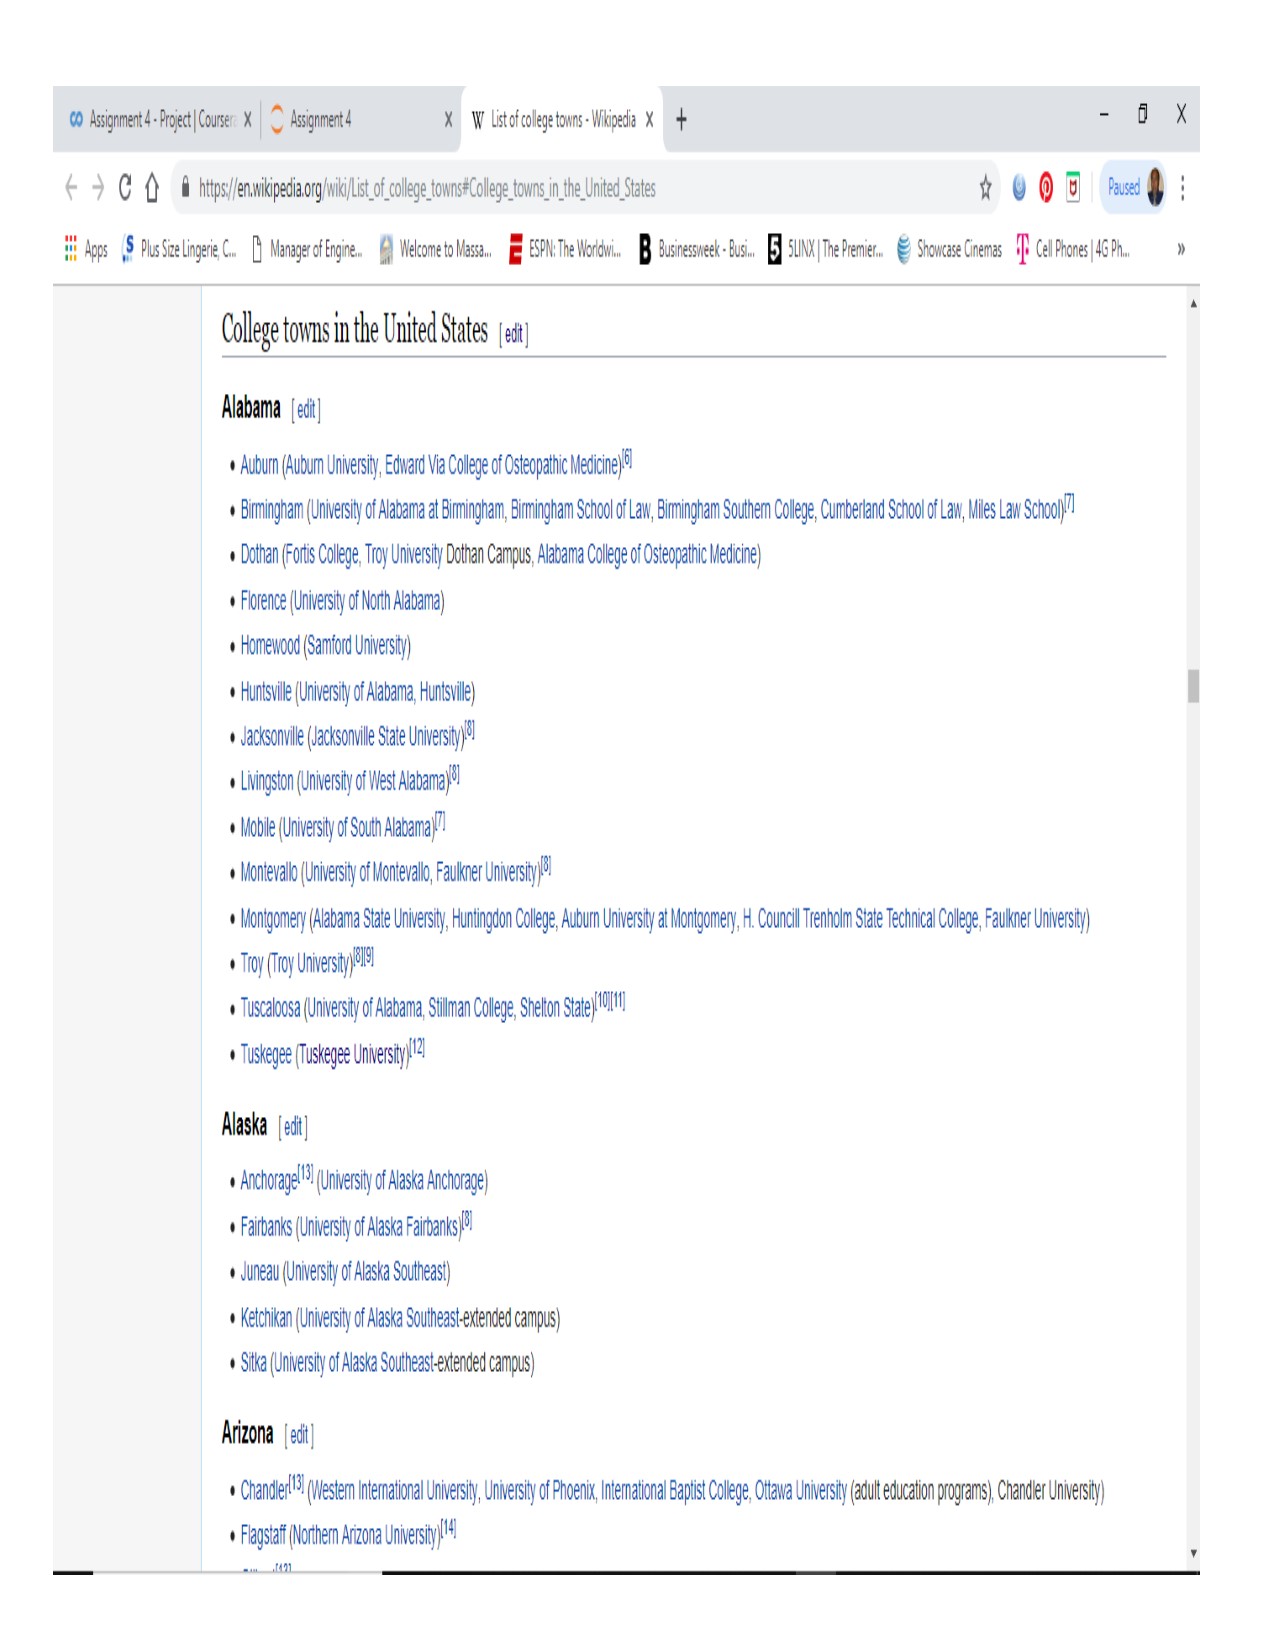 Assignment 4 - Project | Coursera X Assignment 4 X W List of college towns - Wikipedia X +
https://en.wikipedia.org/wiki/List_of_college_towns#College_towns_in_the_United_States Paused
Apps Plus Size Lingerie, C... Manager of Engine... Welcome to Massa... ESPN: The Worldwi... B Businessweek - Busi... 5 5LINX | The Premier... Showcase Cinemas Cell Phones | 4G Ph... »
College towns in the United States [ edit ]
Alabama [ edit ]
• Auburn (Auburn University, Edward Via College of Osteopathic Medicine)[6]
• Birmingham (University of Alabama at Birmingham, Birmingham School of Law, Birmingham Southern College, Cumberland School of Law, Miles Law School)[7]
• Dothan (Fortis College, Troy University Dothan Campus, Alabama College of Osteopathic Medicine)
• Florence (University of North Alabama)
• Homewood (Samford University)
• Huntsville (University of Alabama, Huntsville)
• Jacksonville (Jacksonville State University)[8]
• Livingston (University of West Alabama)[8]
• Mobile (University of South Alabama)[7]
• Montevallo (University of Montevallo, Faulkner University)[8]
• Montgomery (Alabama State University, Huntingdon College, Auburn University at Montgomery, H. Councill Trenholm State Technical College, Faulkner University)
• Troy (Troy University)[8][9]
• Tuscaloosa (University of Alabama, Stillman College, Shelton State)[10][11]
• Tuskegee (Tuskegee University)[12]
Alaska [ edit ]
• Anchorage[13] (University of Alaska Anchorage)
• Fairbanks (University of Alaska Fairbanks)[8]
• Juneau (University of Alaska Southeast)
• Ketchikan (University of Alaska Southeast-extended campus)
• Sitka (University of Alaska Southeast-extended campus)
Arizona [ edit ]
• Chandler[13] (Western International University, University of Phoenix, International Baptist College, Ottawa University (adult education programs), Chandler University)
• Flagstaff (Northern Arizona University)[14]